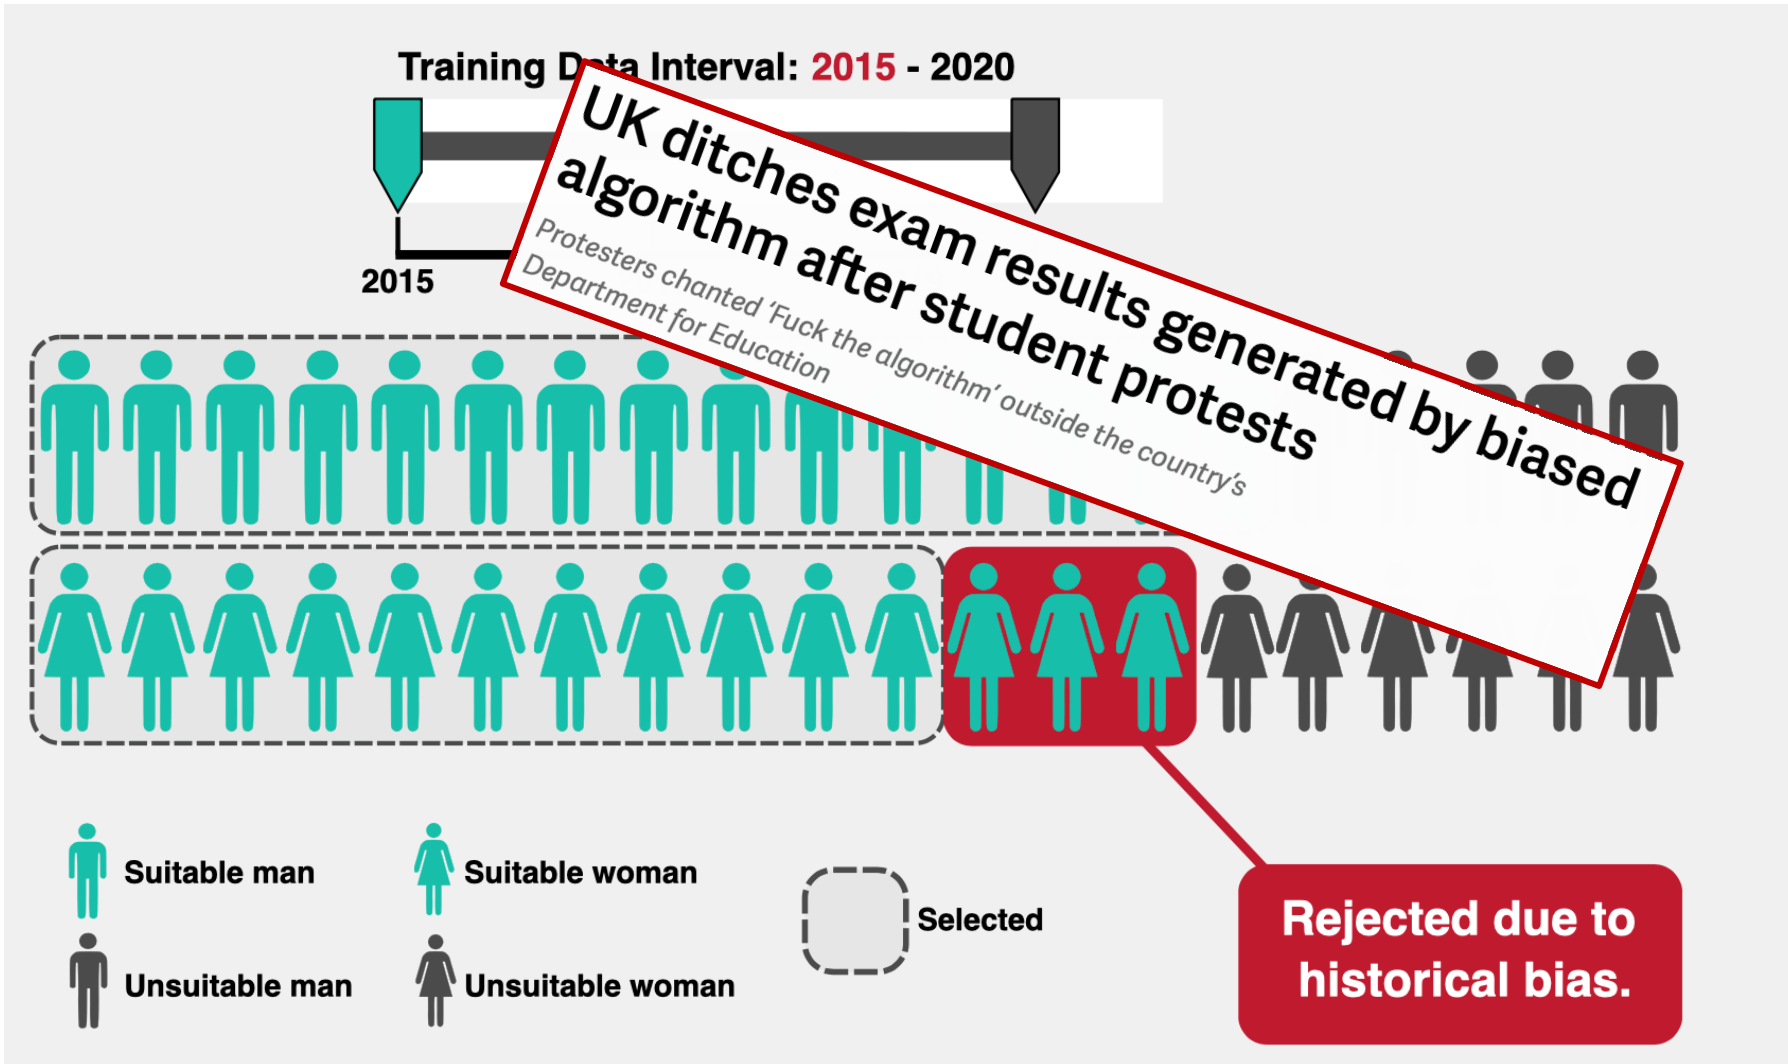 Training Data Interval: 2015 - 2020
UK ditches exam results generated by biased
algorithm after student protests
Protesters chanted ‘Fuck the algorithm’ outside the country’s
Department for Education
2015
Suitable man
Suitable woman
Selected
Unsuitable man
Unsuitable woman
Rejected due to
historical bias.